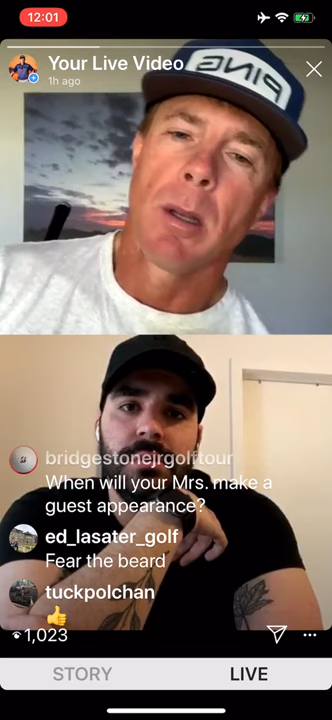 12:01
Your Live Video
1h ago
PING
bridgestonejrgolftour
When will your Mrs. make a
guest appearance?
ed_lasater_golf
Fear the beard
tuckpolchan
👍
1,023
STORY
LIVE